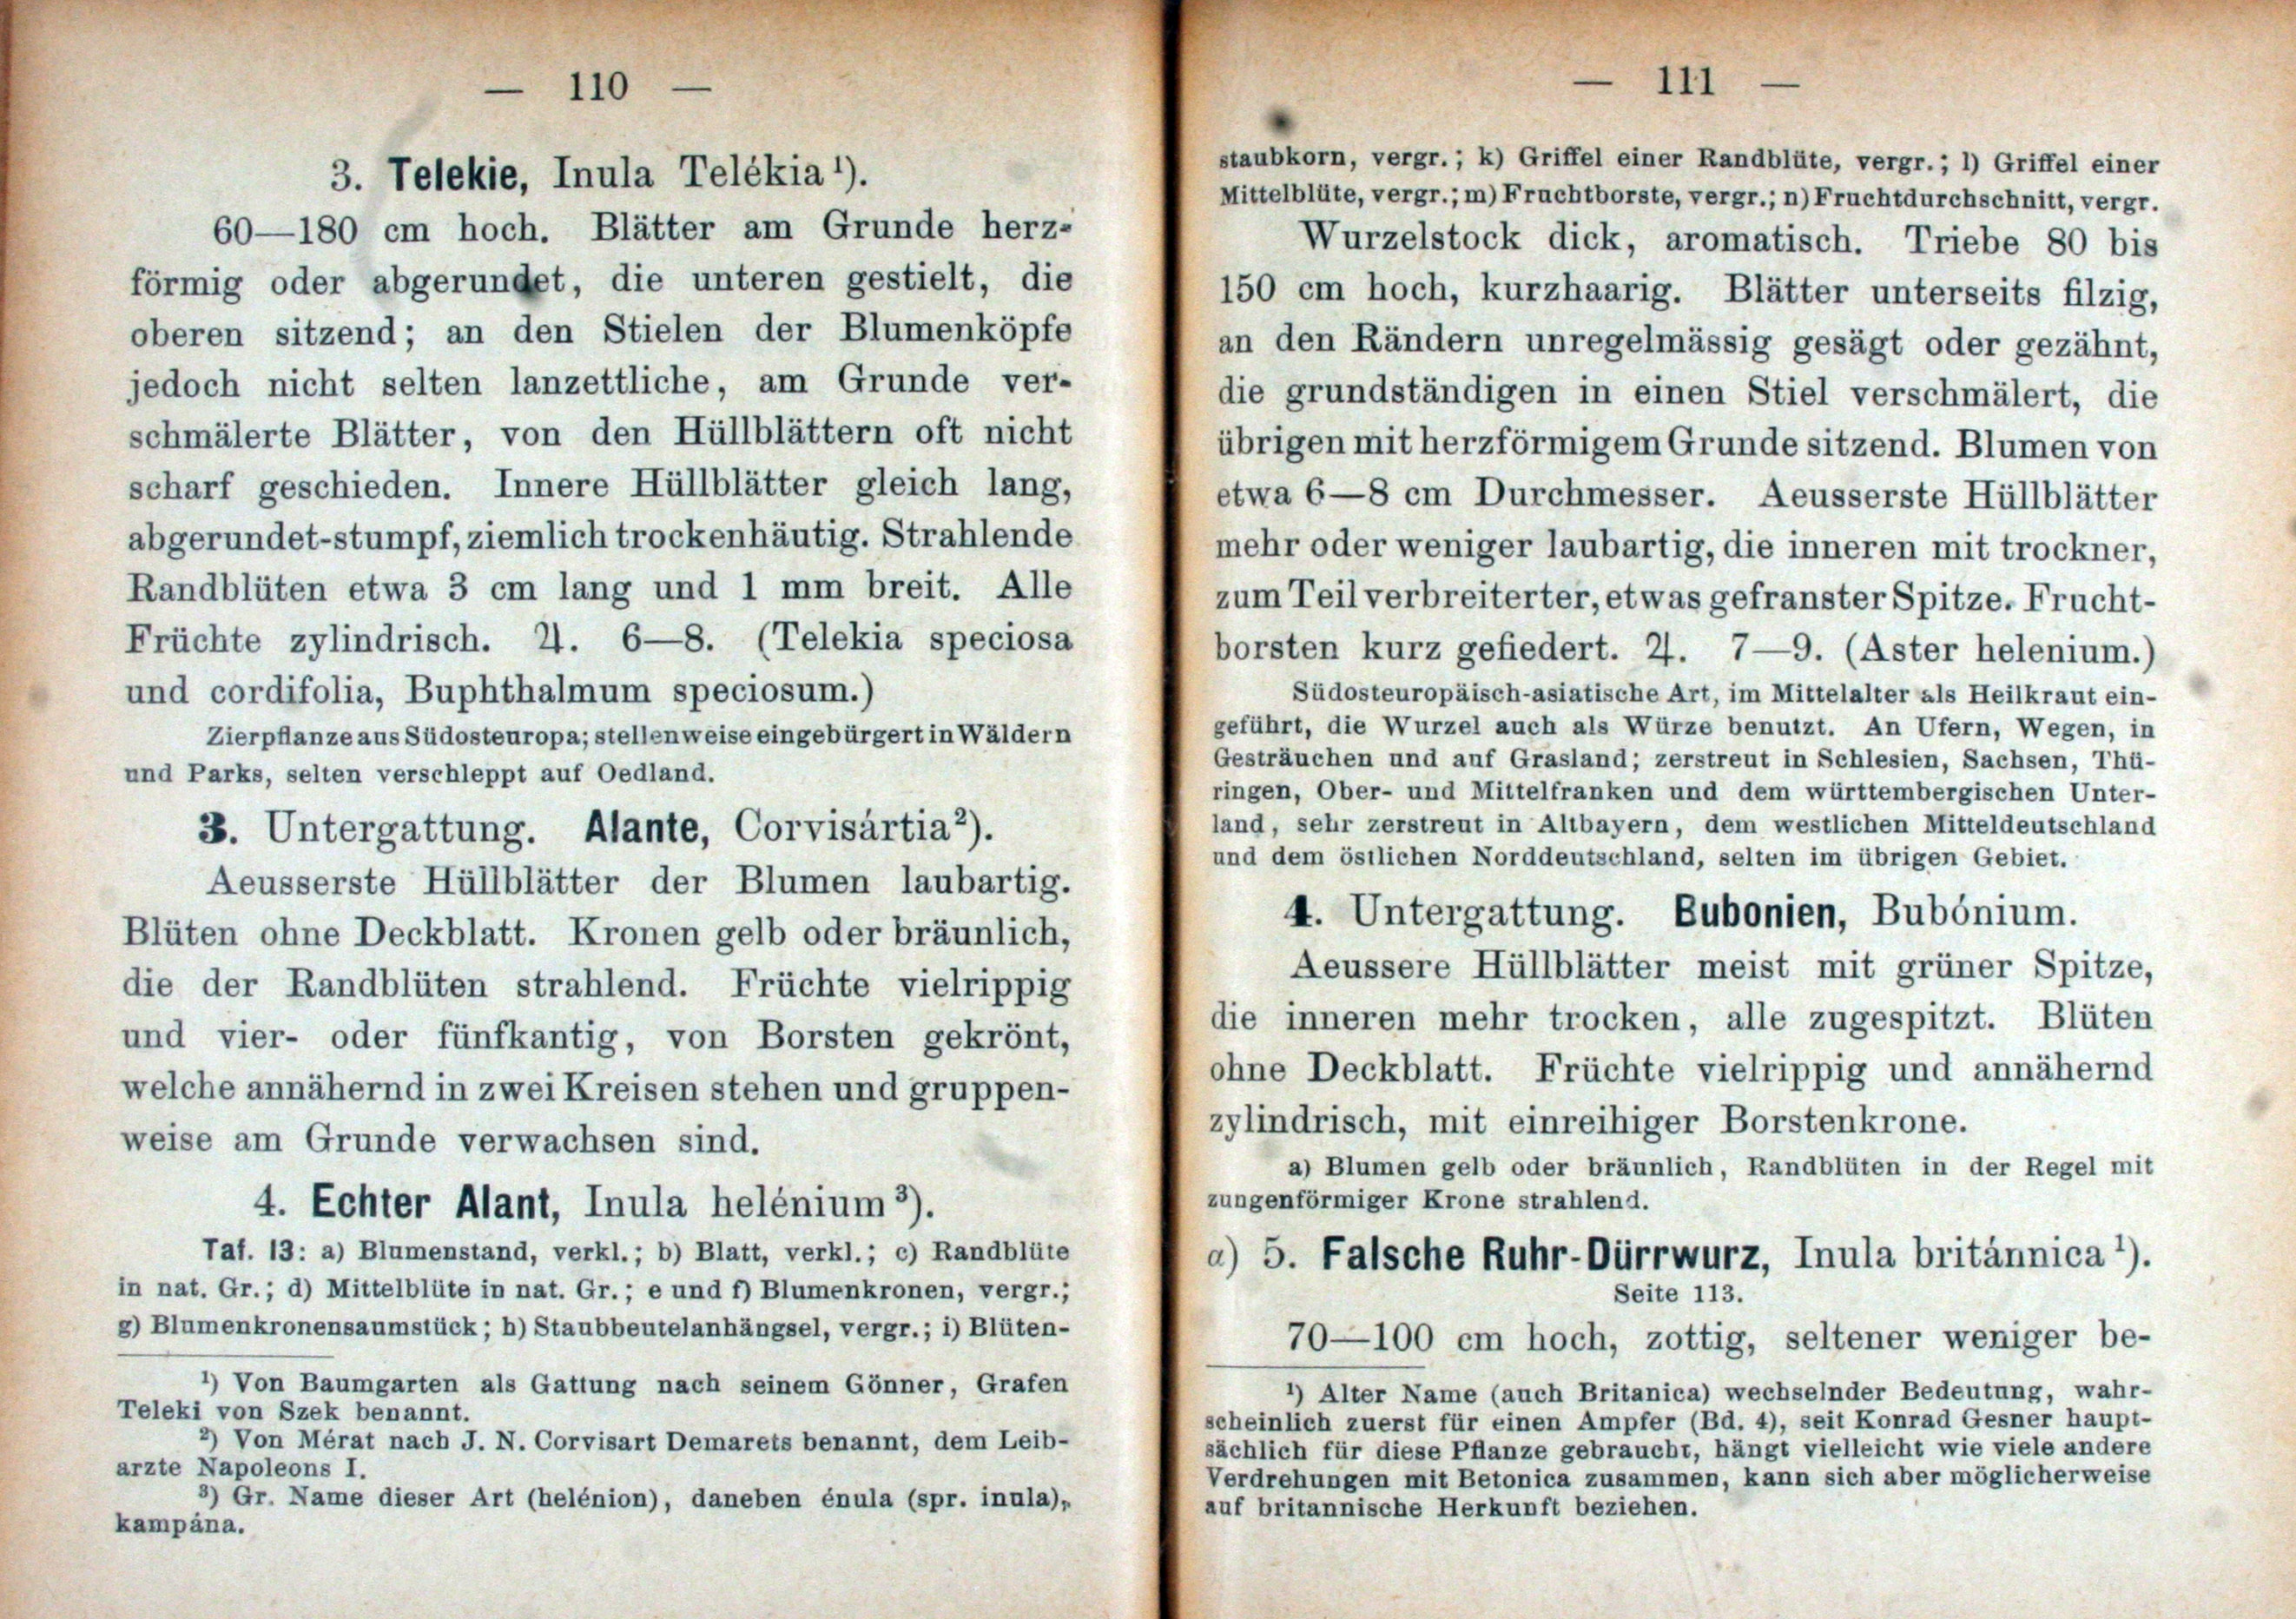 — 110 —
3. Telekie, Inula Telékia ¹).
60—180 cm hoch. Blätter am Grunde herz-
förmig oder abgerundet, die unteren gestielt, die
oberen sitzend; an den Stielen der Blumenköpfe
jedoch nicht selten lanzettliche, am Grunde ver-
schmälerte Blätter, von den Hüllblättern oft nicht
scharf geschieden. Innere Hüllblätter gleich lang,
abgerundet-stumpf, ziemlich trockenhäutig. Strahlende
Randblüten etwa 3 cm lang und 1 mm breit. Alle
Früchte zylindrisch. ♃. 6—8. (Telekia speciosa
und cordifolia, Buphthalmum speciosum.)
Zierpflanze aus Südosteuropa; stellenweise eingebürgert in Wäldern
und Parks, selten verschleppt auf Oedland.
3. Untergattung. Alante, Corvisártia²).
Aeusserste Hüllblätter der Blumen laubartig.
Blüten ohne Deckblatt. Kronen gelb oder bräunlich,
die der Randblüten strahlend. Früchte vielrippig
und vier- oder fünfkantig, von Borsten gekrönt,
welche annähernd in zwei Kreisen stehen und gruppen-
weise am Grunde verwachsen sind.
4. Echter Alant, Inula helénium ³).
Taf. 13: a) Blumenstand, verkl.; b) Blatt, verkl.; c) Randblüte
in nat. Gr.; d) Mittelblüte in nat. Gr.; e und f) Blumenkronen, vergr.;
g) Blumenkronensaumstück; h) Staubbeutelanhängsel, vergr.; i) Blüten-
¹) Von Baumgarten als Gattung nach seinem Gönner, Grafen
Teleki von Szek benannt.
²) Von Mérat nach J. N. Corvisart Demarets benannt, dem Leib-
arzte Napoleons I.
³) Gr. Name dieser Art (helénion), daneben énula (spr. inula),
kampána.
— 111 —
staubkorn, vergr.; k) Griffel einer Randblüte, vergr.; l) Griffel einer
Mittelblüte, vergr.; m) Fruchtborste, vergr.; n) Fruchtdurchschnitt, vergr.
Wurzelstock dick, aromatisch. Triebe 80 bis
150 cm hoch, kurzhaarig. Blätter unterseits filzig,
an den Rändern unregelmässig gesägt oder gezähnt,
die grundständigen in einen Stiel verschmälert, die
übrigen mit herzförmigem Grunde sitzend. Blumen von
etwa 6—8 cm Durchmesser. Aeusserste Hüllblätter
mehr oder weniger laubartig, die inneren mit trockner,
zum Teil verbreiterter, etwas gefranster Spitze. Frucht-
borsten kurz gefiedert. ♃. 7—9. (Aster helenium.)
Südosteuropäisch-asiatische Art, im Mittelalter als Heilkraut ein-
geführt, die Wurzel auch als Würze benutzt. An Ufern, Wegen, in
Gesträuchen und auf Grasland; zerstreut in Schlesien, Sachsen, Thü-
ringen, Ober- und Mittelfranken und dem württembergischen Unter-
land, sehr zerstreut in Altbayern, dem westlichen Mitteldeutschland
und dem östlichen Norddeutschland, selten im übrigen Gebiet.
4. Untergattung. Bubonien, Bubónium.
Aeussere Hüllblätter meist mit grüner Spitze,
die inneren mehr trocken, alle zugespitzt. Blüten
ohne Deckblatt. Früchte vielrippig und annähernd
zylindrisch, mit einreihiger Borstenkrone.
a) Blumen gelb oder bräunlich, Randblüten in der Regel mit
zungenförmiger Krone strahlend.
a) 5. Falsche Ruhr-Dürrwurz, Inula británnica ¹).
Seite 113.
70—100 cm hoch, zottig, seltener weniger be-
¹) Alter Name (auch Britanica) wechselnder Bedeutung, wahr-
scheinlich zuerst für einen Ampfer (Bd. 4), seit Konrad Gesner haupt-
sächlich für diese Pflanze gebraucht, hängt vielleicht wie viele andere
Verdrehungen mit Betonica zusammen, kann sich aber möglicherweise
auf britannische Herkunft beziehen.